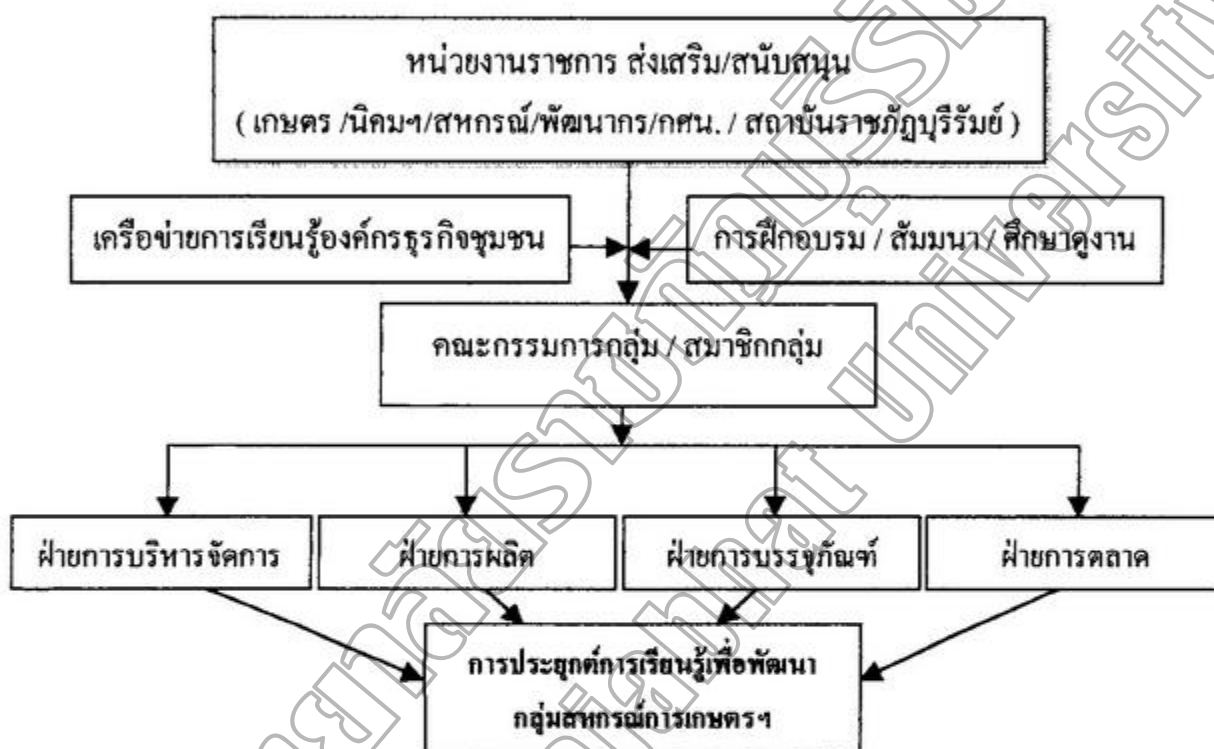 หน่วยงานราชการ ส่งเสริม/สนับสนุน
( เกษตร /นิคมฯ/สหกรณ์/พัฒนากร/กศน. / สถาบันราชภัฏบุรีรัมย์ )
เครือข่ายการเรียนรู้องค์กรธุรกิจชุมชน
การฝึกอบรม / สัมมนา / ศึกษาดูงาน
คณะกรรมการกลุ่ม / สมาชิกกลุ่ม
ฝ่ายการบริหารจัดการ
ฝ่ายการผลิต
ฝ่ายการบรรจุภัณฑ์
ฝ่ายการตลาด
การประยุกต์การเรียนรู้เพื่อพัฒนา
กลุ่มสหกรณ์การเกษตรฯ